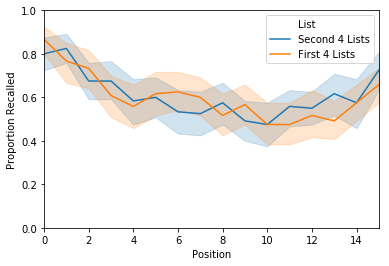 1.0
0.8
0.6
0.4
0.2
0.0
Proportion Recalled
List
Second 4 Lists
First 4 Lists
0 2 4 6 8 10 12 14
Position